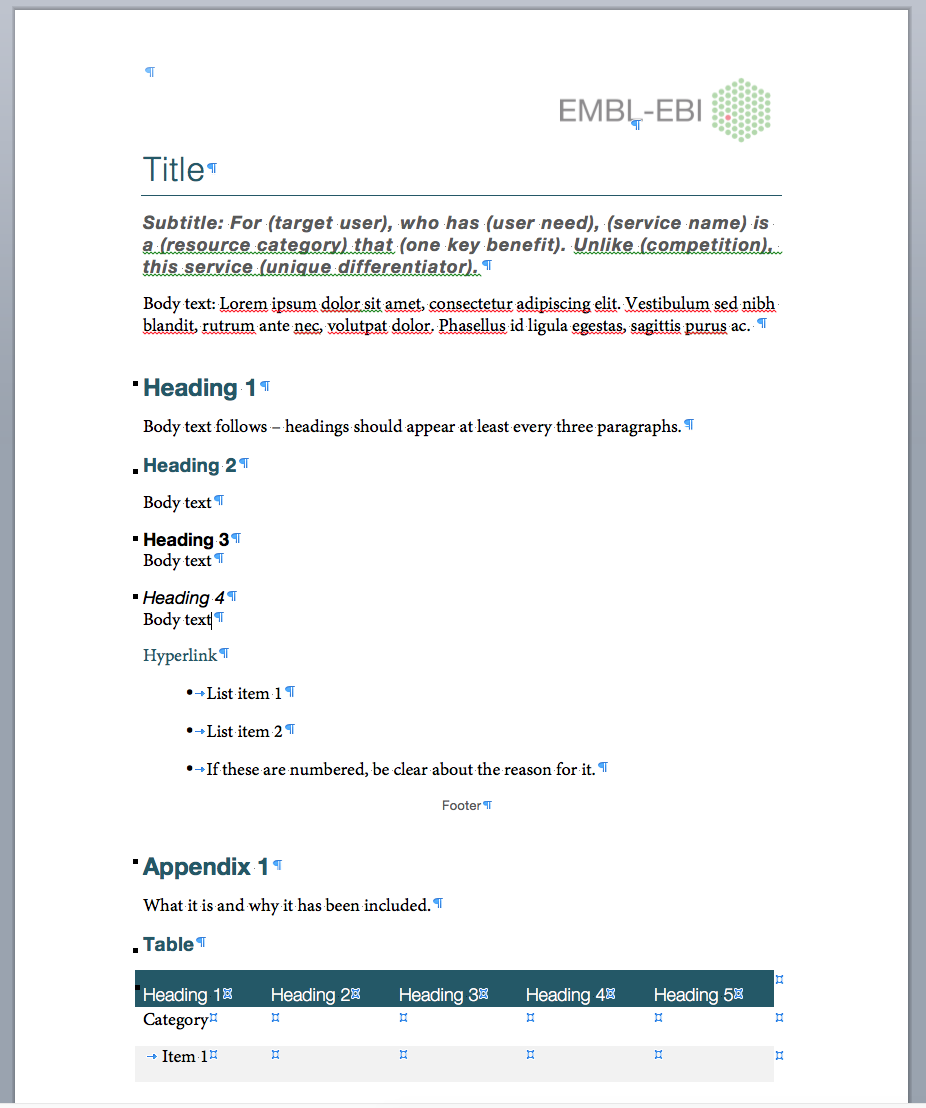 EMBL-EBI
Title
Subtitle: For (target user), who has (user need), (service name) is
a (resource category) that (one key benefit). Unlike (competition),
this service (unique differentiator).
Body text: Lorem ipsum dolor sit amet, consectetur adipiscing elit. Vestibulum sed nibh
blandit, rutrum ante nec, volutpat dolor. Phasellus id ligula egestas, sagittis purus ac.
Heading 1
Body text follows – headings should appear at least every three paragraphs.
Heading 2
Body text
Heading 3
Body text
Heading 4
Body text
Hyperlink
• List item 1
• List item 2
• If these are numbered, be clear about the reason for it.
Footer
Appendix 1
What it is and why it has been included.
Table
Heading 1 Heading 2 Heading 3 Heading 4 Heading 5
Category
Item 1